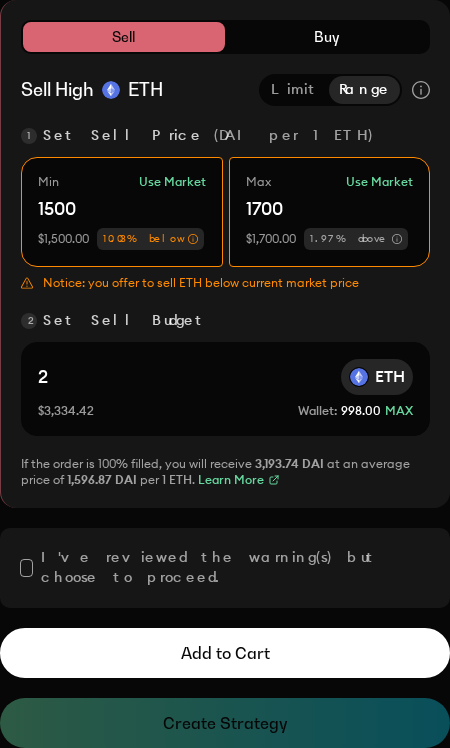 Sell Buy
Sell High ETH Limit Range
1 Set Sell Price (DAI per 1 ETH)
Min Use Market Max Use Market
1500 1700
$1,500.00 10.03% below $1,700.00 1.97% above
Notice: you offer to sell ETH below current market price
2 Set Sell Budget
2 ETH
$3,334.42 Wallet: 998.00 MAX
If the order is 100% filled, you will receive 3,193.74 DAI at an average
price of 1,596.87 DAI per 1 ETH. Learn More
I've reviewed the warning(s) but
choose to proceed.
Add to Cart
Create Strategy